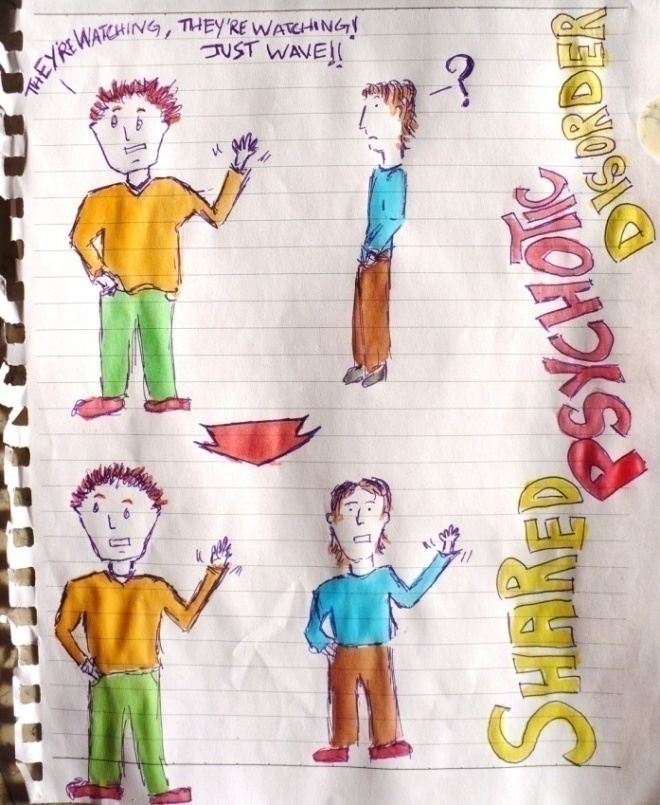 THEY'RE WATCHING, THEY'RE WATCHING!
JUST WAVE!!
?
SHARED PSYCHOTIC DISORDER